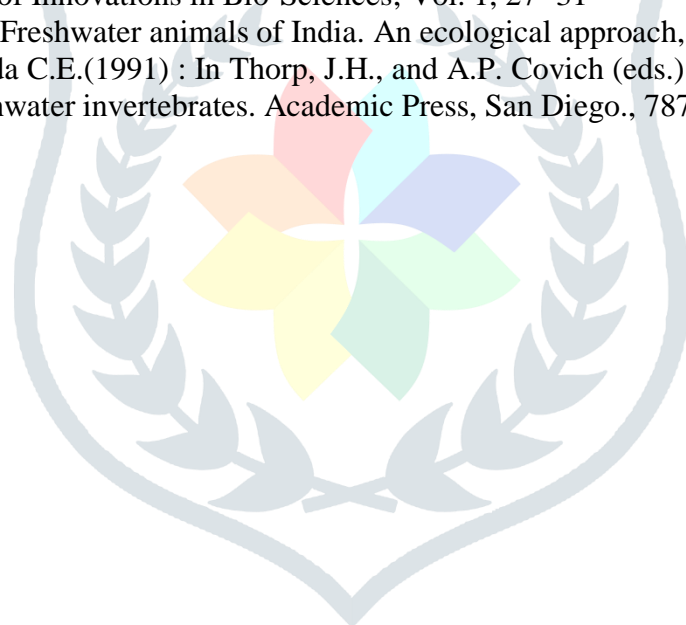 of Innovations in Bio-Sciences, Vol. 1, 27–31
Freshwater animals of India. An ecological approach,
da C.E.(1991) : In Thorp, J.H., and A.P. Covich (eds.)
water invertebrates. Academic Press, San Diego., 787